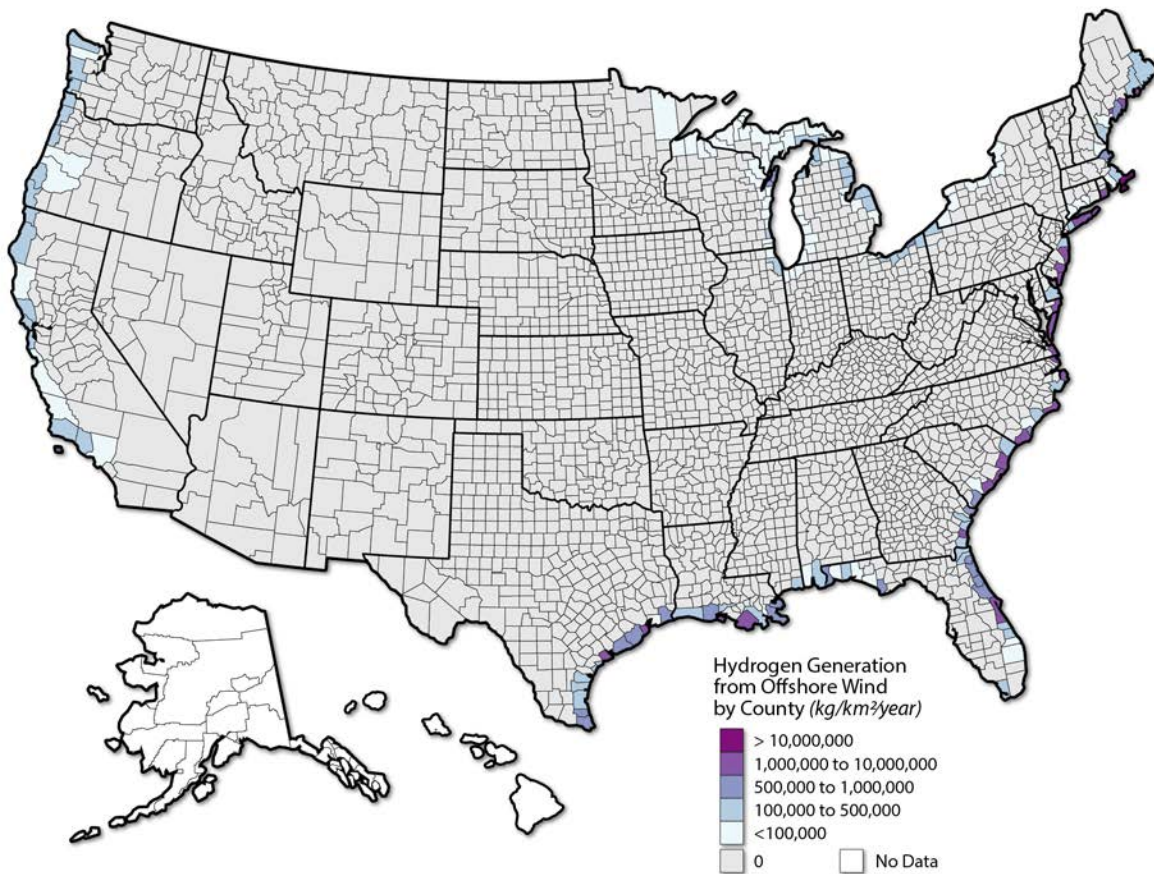 Hydrogen Generation
from Offshore Wind
by County (kg/km²/year)
> 10,000,000
1,000,000 to 10,000,000
500,000 to 1,000,000
100,000 to 500,000
<100,000
0 No Data